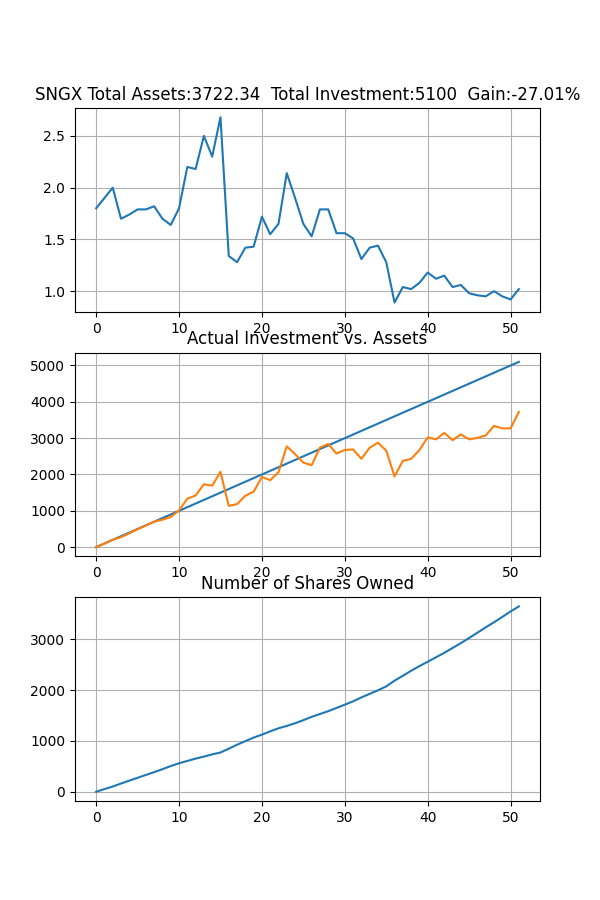 SNGX Total Assets:3722.34  Total Investment:5100  Gain:-27.01%
2.5
2.0
1.5
1.0
0 10 20 30 40 50
Actual Investment vs. Assets
5000
4000
3000
2000
1000
0
0 10 20 30 40 50
Number of Shares Owned
3000
2000
1000
0
0 10 20 30 40 50